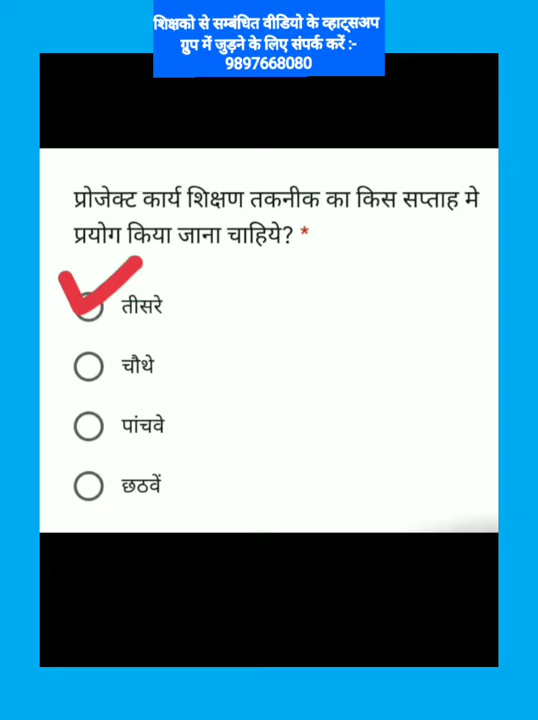 शिक्षको से सम्बंधित वीडियो के व्हाट्सअप
ग्रुप में जुड़ने के लिए संपर्क करें :-
9897668080
प्रोजेक्ट कार्य शिक्षण तकनीक का किस सप्ताह मे
प्रयोग किया जाना चाहिये? *
तीसरे
चौथे
पांचवे
छठवें